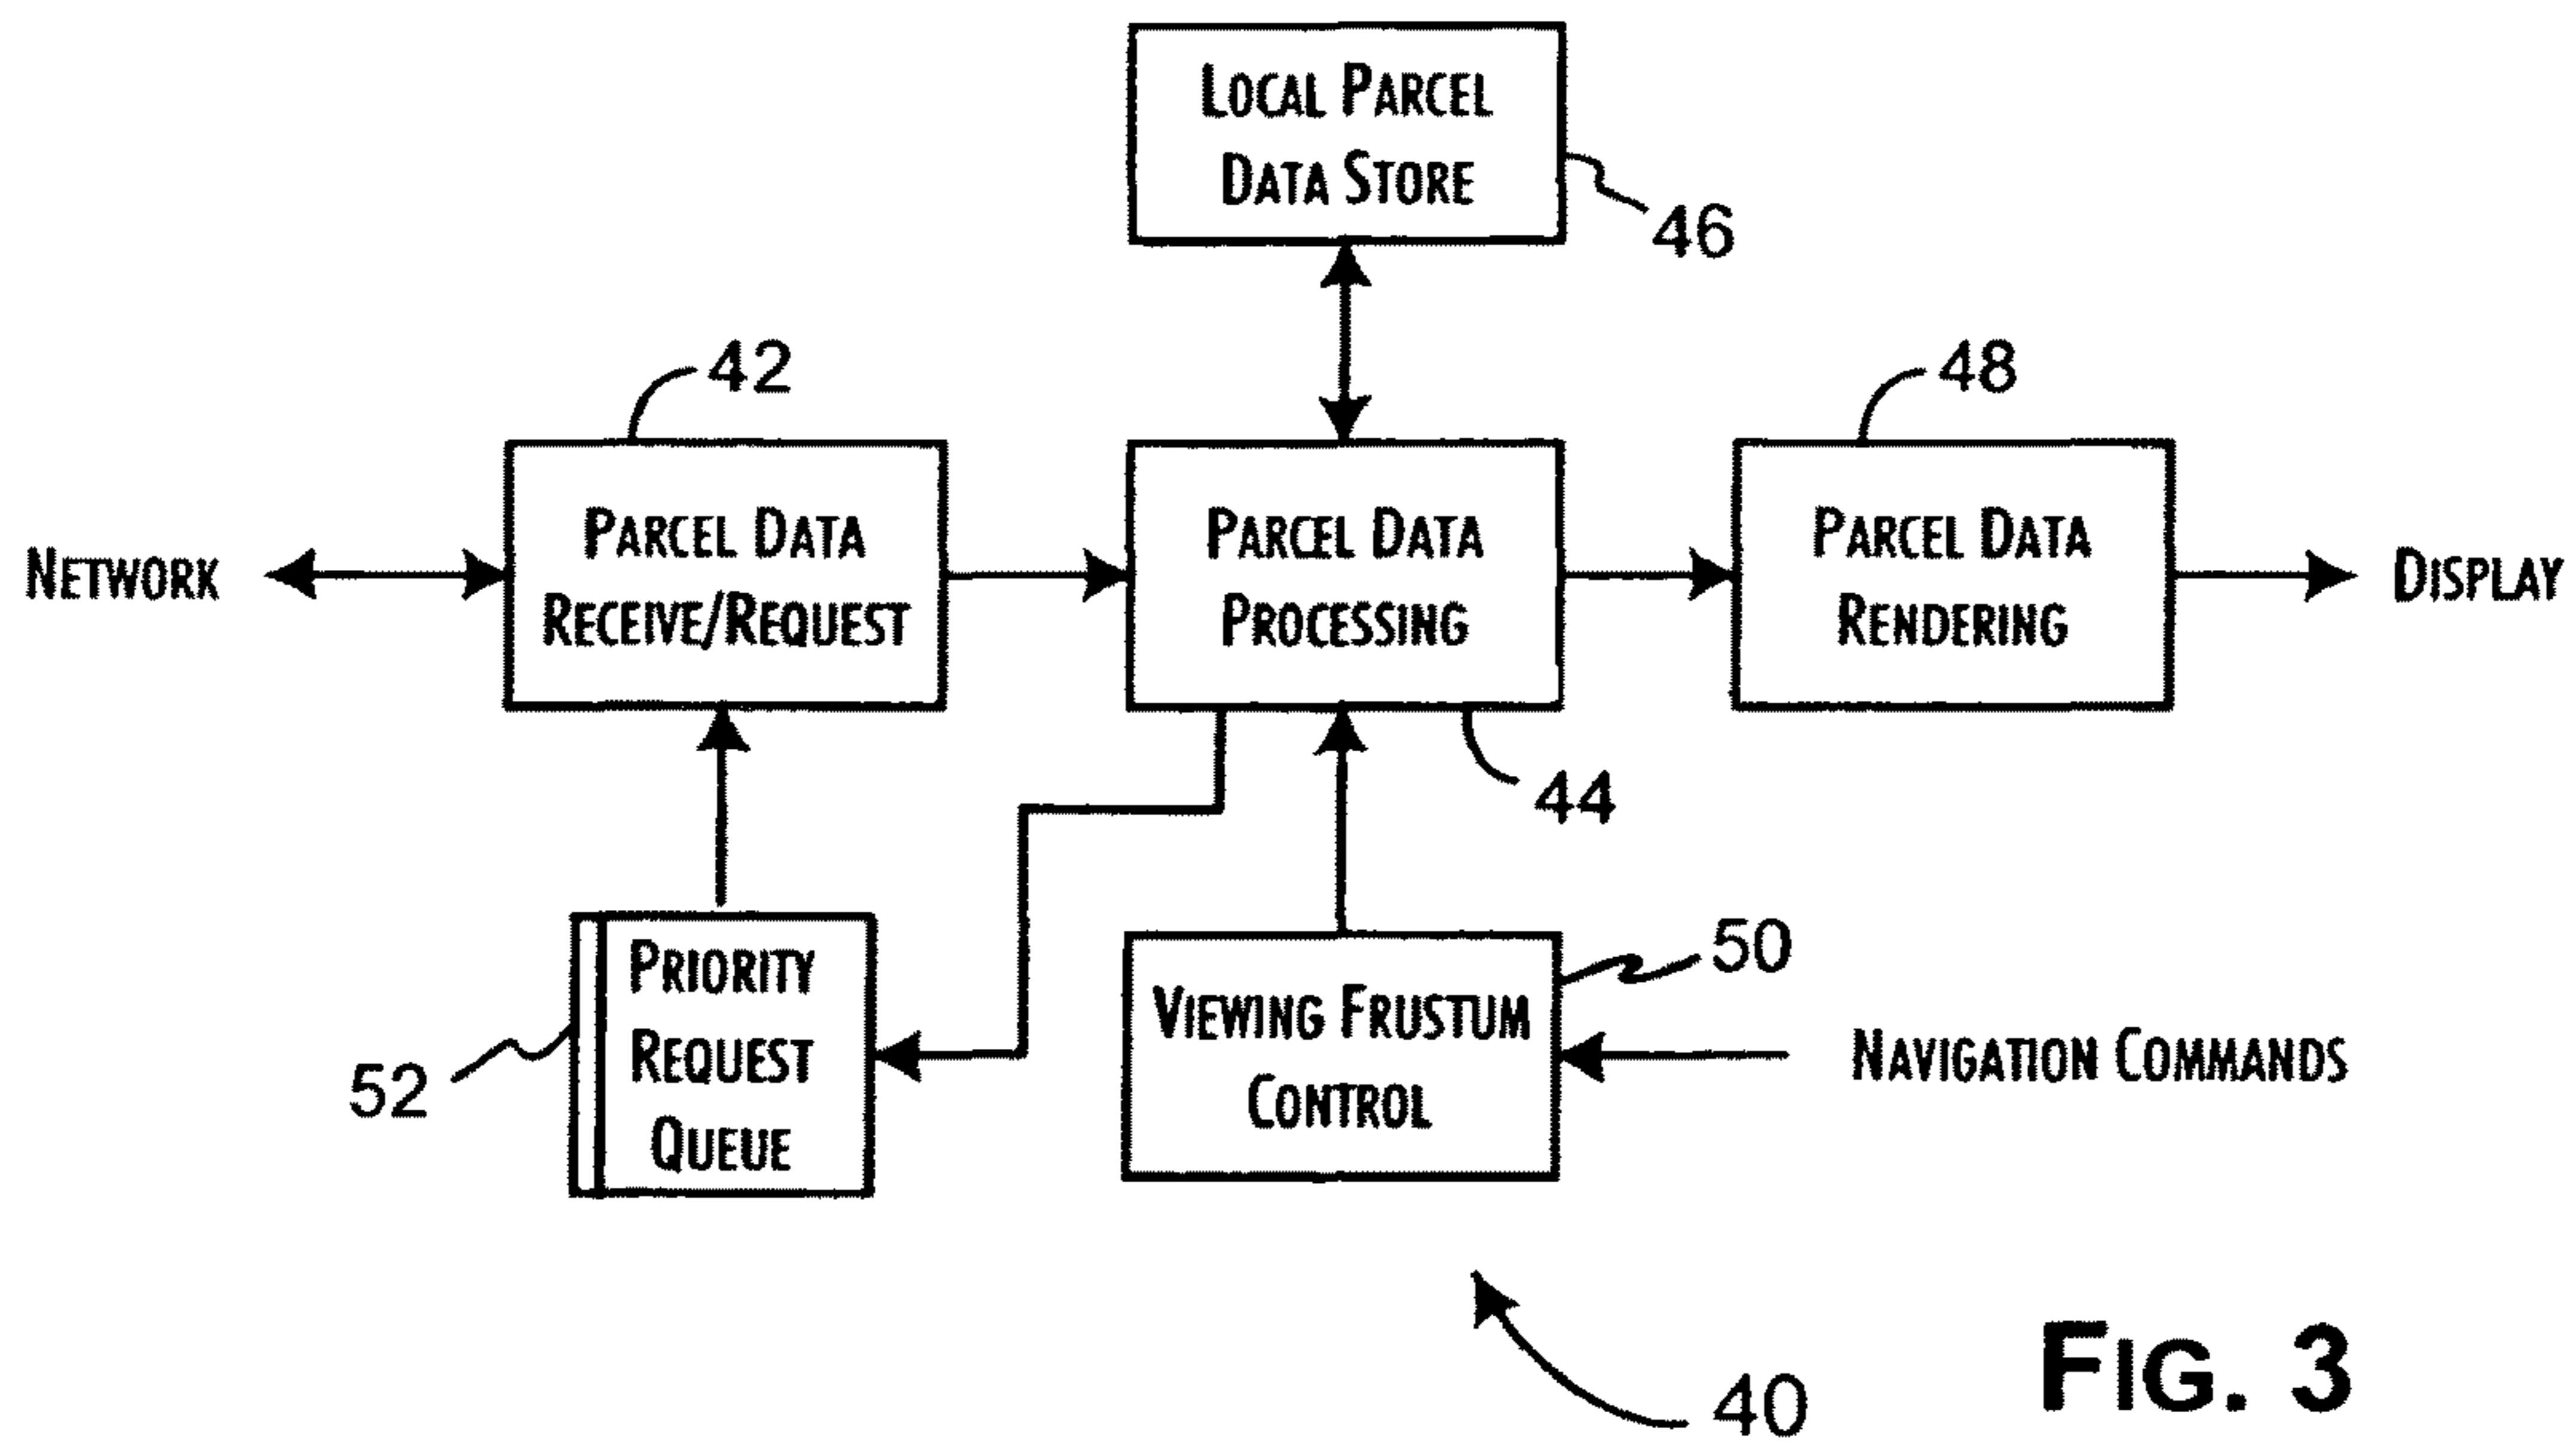 LOCAL PARCEL
DATA STORE
46
42
48
NETWORK
PARCEL DATA
RECEIVE/REQUEST
PARCEL DATA
PROCESSING
PARCEL DATA
RENDERING
DISPLAY
44
52
PRIORITY
REQUEST
QUEUE
VIEWING FRUSTUM
CONTROL
50
NAVIGATION COMMANDS
40
FIG. 3